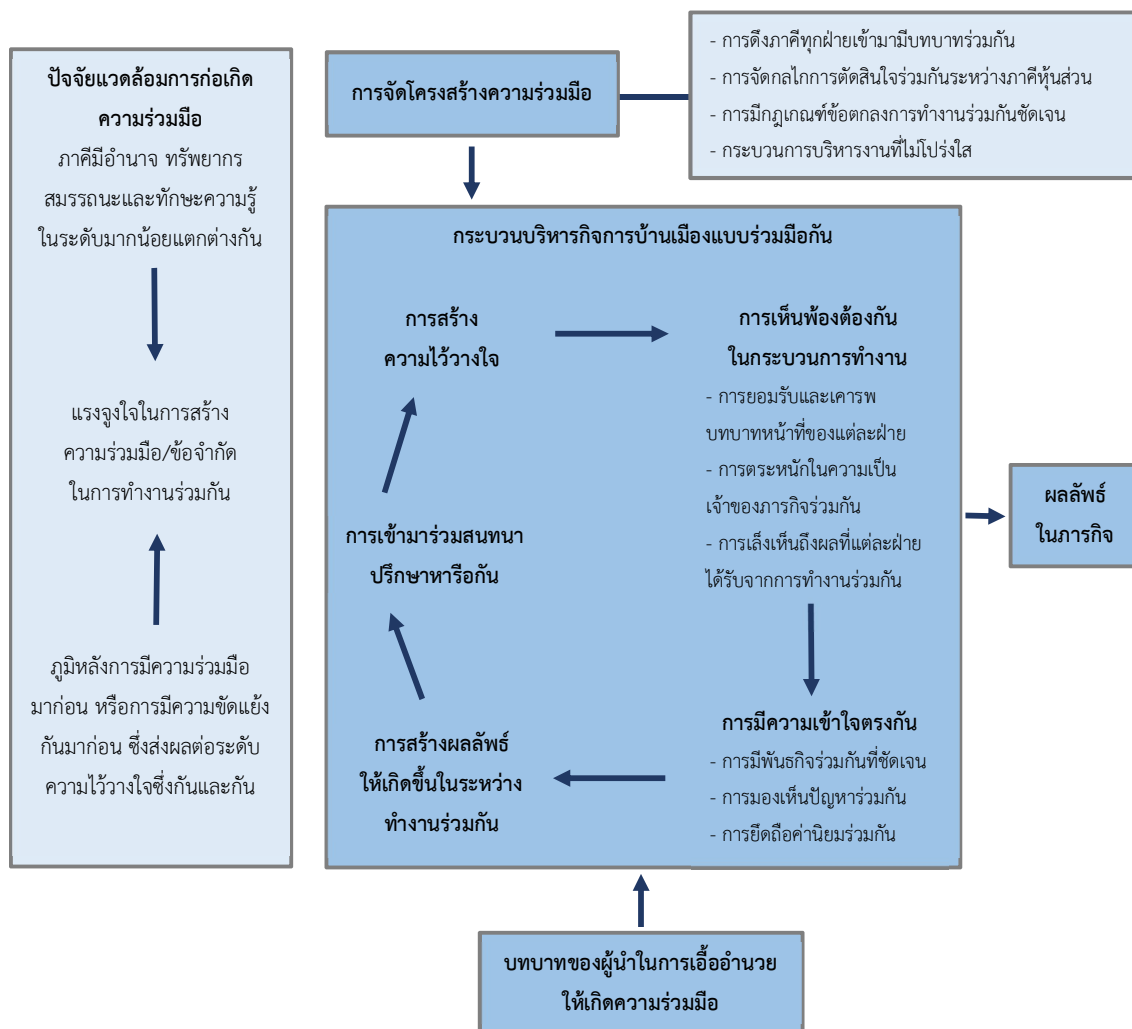 ปัจจัยแวดล้อมการก่อเกิด
ความร่วมมือ
ภาคีมีอำนาจ ทรัพยากร
สมรรถนะและทักษะความรู้
ในระดับมากน้อยแตกต่างกัน
แรงจูงใจในการสร้าง
ความร่วมมือ/ข้อจำกัด
ในการทำงานร่วมกัน
ภูมิหลังการมีความร่วมมือ
มาก่อน หรือการมีความขัดแย้ง
กันมาก่อน ซึ่งส่งผลต่อระดับ
ความไว้วางใจซึ่งกันและกัน
การจัดโครงสร้างความร่วมมือ
- การดึงภาคีทุกฝ่ายเข้ามามีบทบาทร่วมกัน
- การจัดกลไกการตัดสินใจร่วมกันระหว่างภาคีหุ้นส่วน
- การมีกฎเกณฑ์ข้อตกลงการทำงานร่วมกันชัดเจน
- กระบวนการบริหารงานที่ไม่โปร่งใส
กระบวนบริหารกิจการบ้านเมืองแบบร่วมมือกัน
การสร้าง
ความไว้วางใจ
การเห็นพ้องต้องกัน
ในกระบวนการทำงาน
- การยอมรับและเคารพ
บทบาทหน้าที่ของแต่ละฝ่าย
- การตระหนักในความเป็น
เจ้าของภารกิจร่วมกัน
- การเล็งเห็นถึงผลที่แต่ละฝ่าย
ได้รับจากการทำงานร่วมกัน
การเข้ามาร่วมสนทนา
ปรึกษาหารือกัน
การมีความเข้าใจตรงกัน
- การมีพันธกิจร่วมกันที่ชัดเจน
- การมองเห็นปัญหาร่วมกัน
- การยึดถือค่านิยมร่วมกัน
การสร้างผลลัพธ์
ให้เกิดขึ้นในระหว่าง
ทำงานร่วมกัน
ผลลัพธ์
ในภารกิจ
บทบาทของผู้นำในการเอื้ออำนวย
ให้เกิดความร่วมมือ